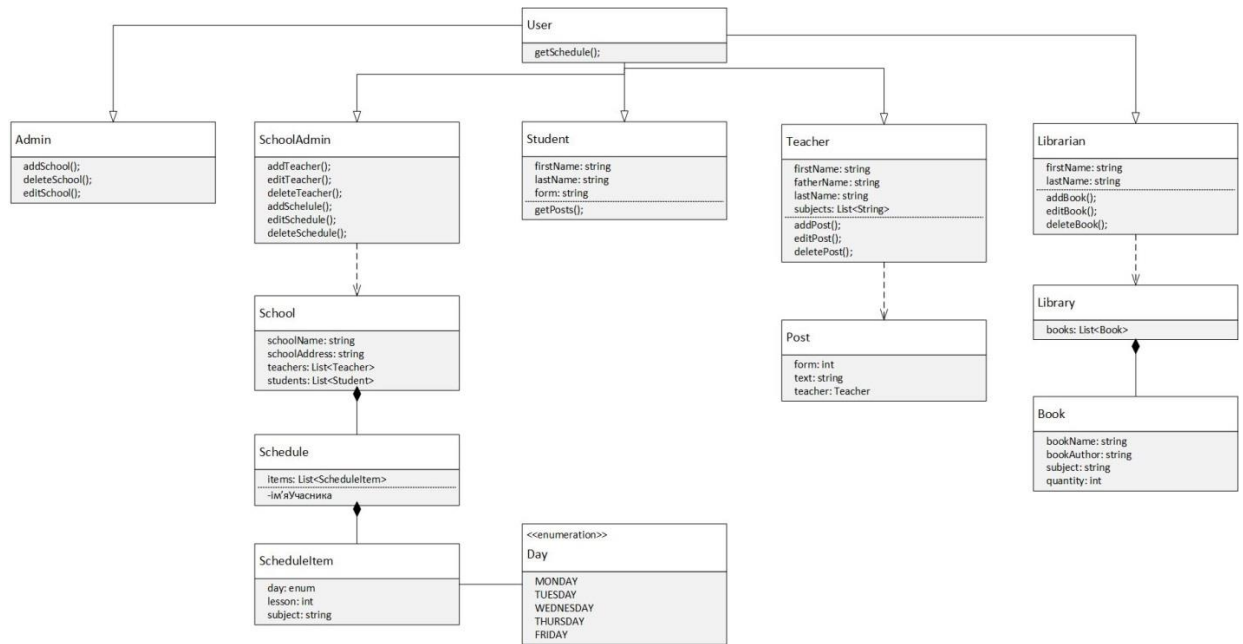 User
getSchedule();
Admin
addSchool();
deleteSchool();
editSchool();
SchoolAdmin
addTeacher();
editTeacher();
deleteTeacher();
addSchelule();
editSchedule();
deleteSchedule();
Student
firstName: string
lastName: string
form: string
getPosts();
Teacher
firstName: string
fatherName: string
lastName: string
subjects: List<String>
addPost();
editPost();
deletePost();
Librarian
firstName: string
lastName: string
addBook();
editBook();
deleteBook();
School
schoolName: string
schoolAddress: string
teachers: List<Teacher>
students: List<Student>
Post
form: int
text: string
teacher: Teacher
Library
books: List<Book>
Book
bookName: string
bookAuthor: string
subject: string
quantity: int
Schedule
items: List<ScheduleItem>
-ім'яУчасника
ScheduleItem
day: enum
lesson: int
subject: string
<<enumeration>>
Day
MONDAY
TUESDAY
WEDNESDAY
THURSDAY
FRIDAY